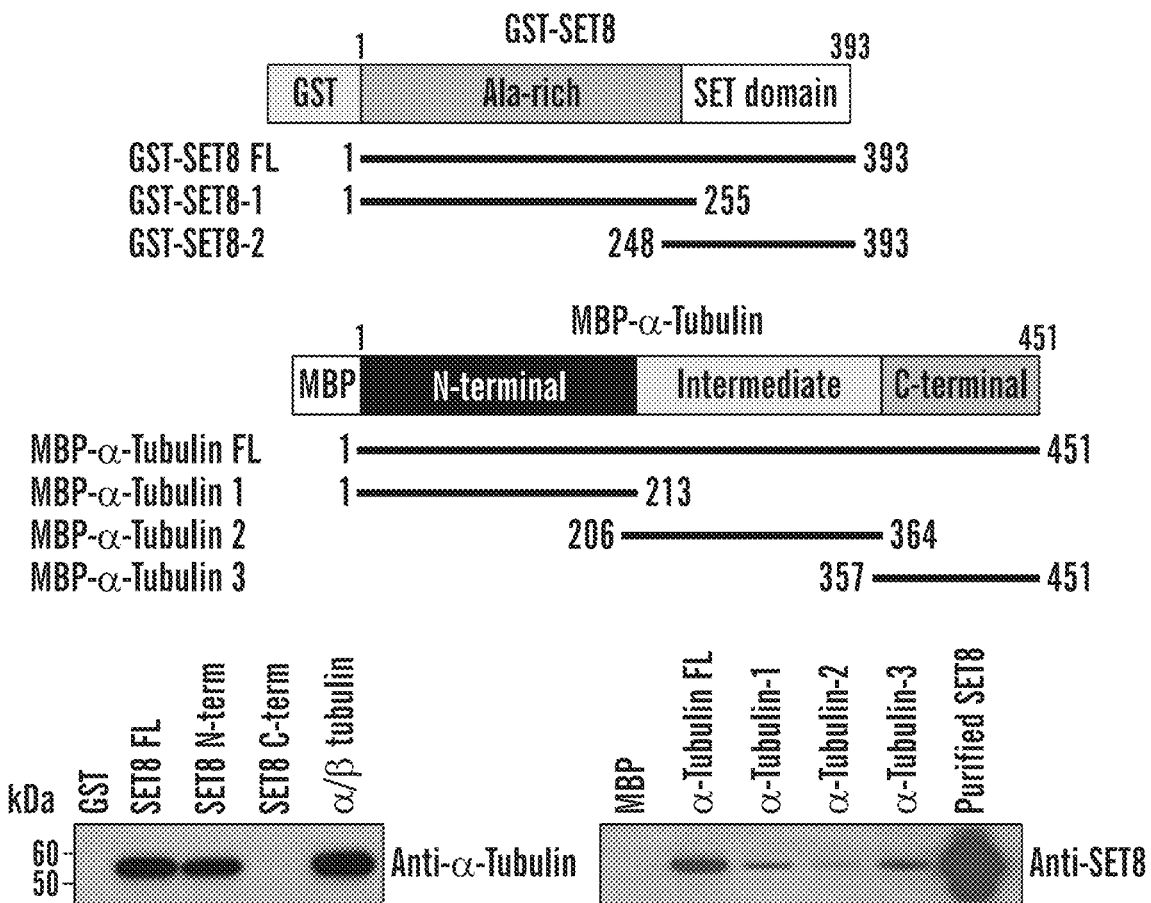 GST-SET8
1 393
GST Ala-rich SET domain
GST-SET8 FL 1 393
GST-SET8-1 1 255
GST-SET8-2 248 393
MBP-α-Tubulin
1 451
MBP N-terminal Intermediate C-terminal
MBP-α-Tubulin FL 1 451
MBP-α-Tubulin 1 1 213
MBP-α-Tubulin 2 206 364
MBP-α-Tubulin 3 357 451
kDa
GST
SET8 FL
SET8 N-term
SET8 C-term
α/β tubulin
60
50
Anti-α-Tubulin
MBP
α-Tubulin FL
α-Tubulin-1
α-Tubulin-2
α-Tubulin-3
Purified SET8
Anti-SET8